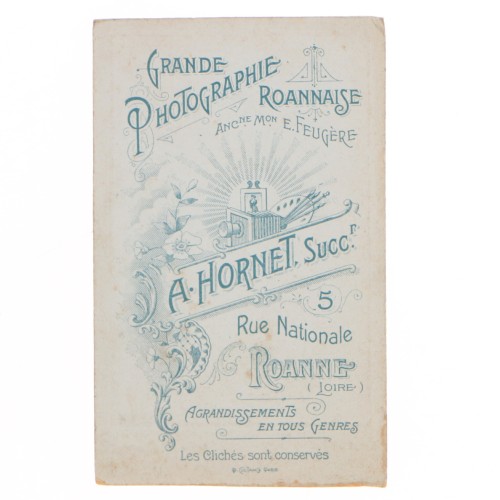 GRANDE
PHOTOGRAPHIE
ROANNAISE
ANCNE MON E. FEUGÈRE
A. HORNET, SUCCR
5
Rue Nationale
ROANNE
( LOIRE )
AGRANDISSEMENTS
EN TOUS GENRES
Les Clichés sont conservés